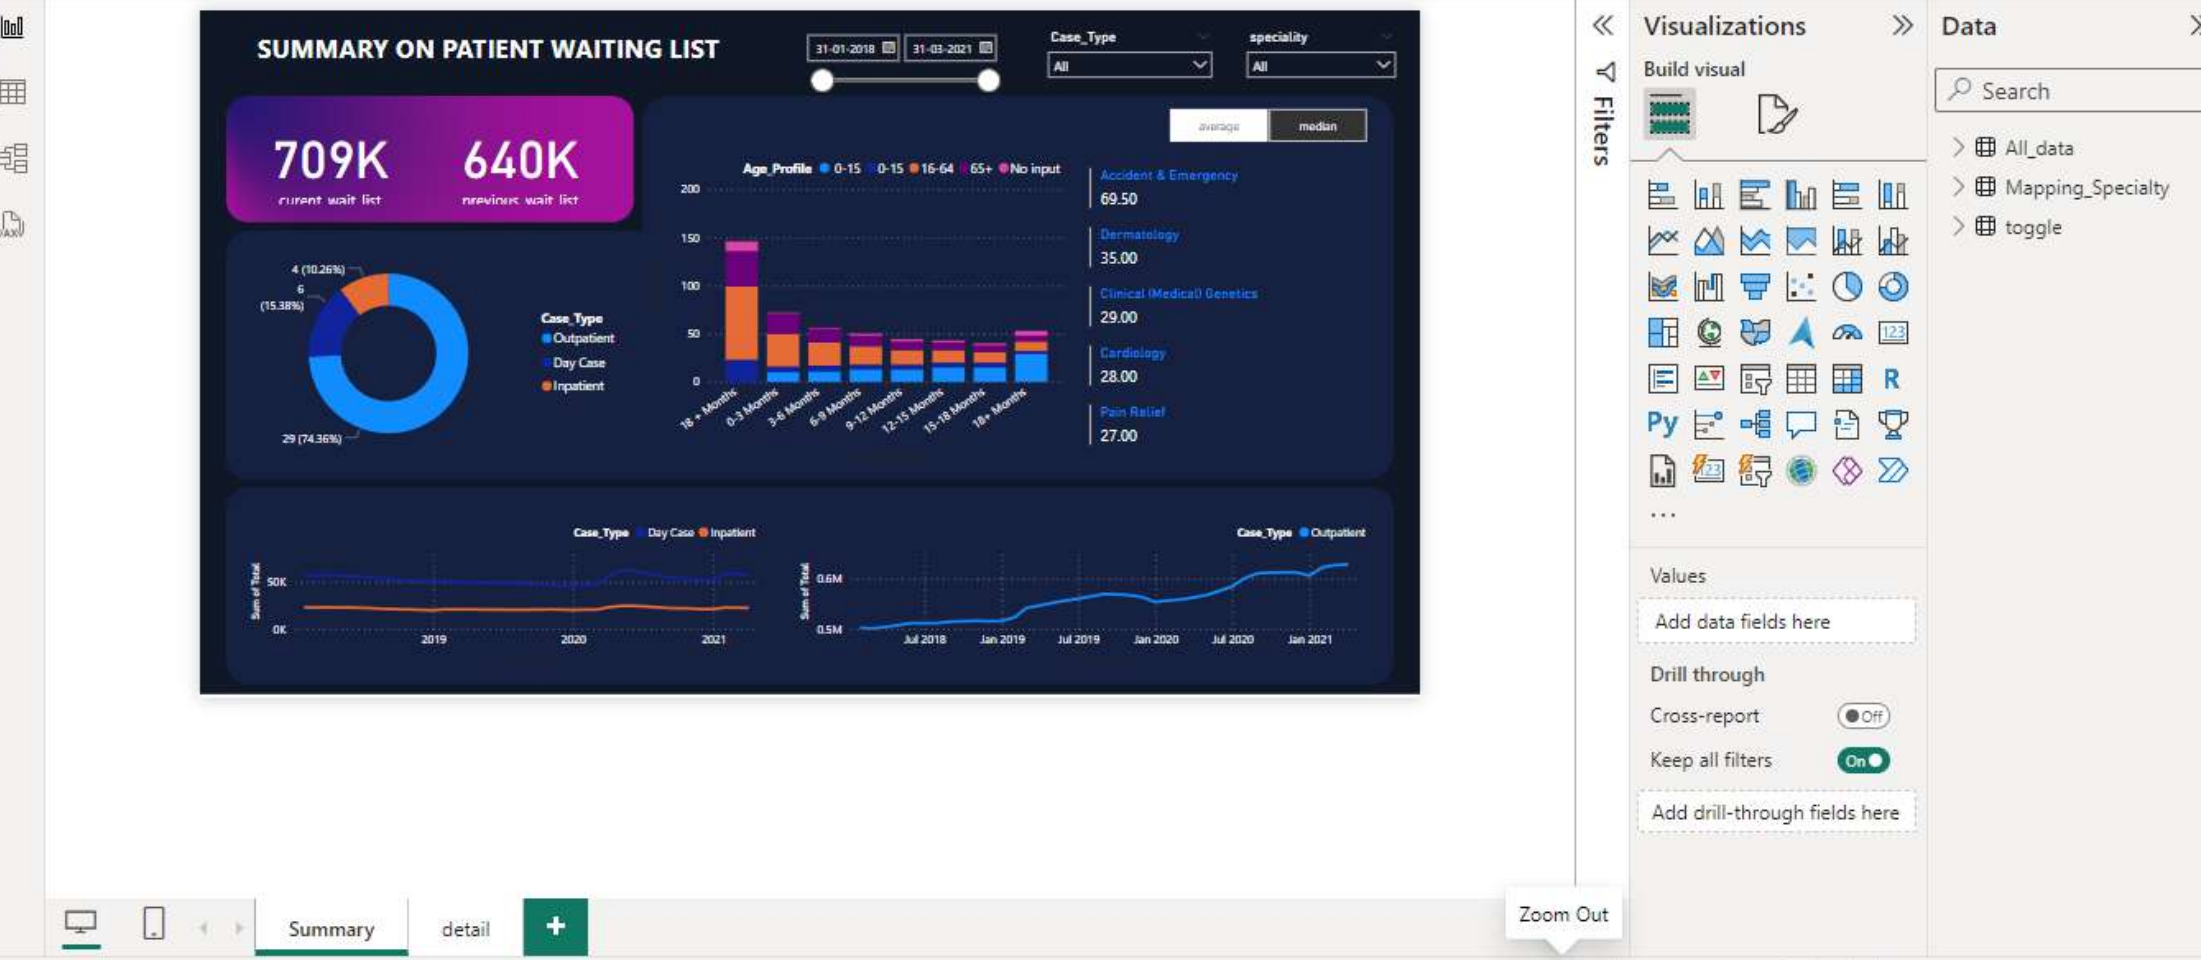 SUMMARY ON PATIENT WAITING LIST
31-01-2018
31-03-2021
Case_Type
All
speciality
All
709K
curent wait list
640K
previous wait list
average
median
Age_Profile 0-15 0-15 16-64 65+ No input
200
150
100
50
0
18 + Months
0-3 Months
3-6 Months
6-9 Months
9-12 Months
12-15 Months
15-18 Months
18+ Months
Accident & Emergency
69.50
Dermatology
35.00
Clinical (Medical) Genetics
29.00
Cardiology
28.00
Pain Relief
27.00
4 (10.26%)
6
(15.38%)
29 (74.36%)
Case_Type
Outpatient
Day Case
Inpatient
Case_Type Day Case Inpatient
Sum of Total
50K
0K
2019
2020
2021
Case_Type Outpatient
Sum of Total
0.6M
0.5M
Jul 2018
Jan 2019
Jul 2019
Jan 2020
Jul 2020
Jan 2021
Filters
Visualizations
Build visual
123
R
Py
123
...
Values
Add data fields here
Drill through
Cross-report
Off
Keep all filters
On
Add drill-through fields here
Data
Search
All_data
Mapping_Specialty
toggle
Summary
detail
+
Zoom Out